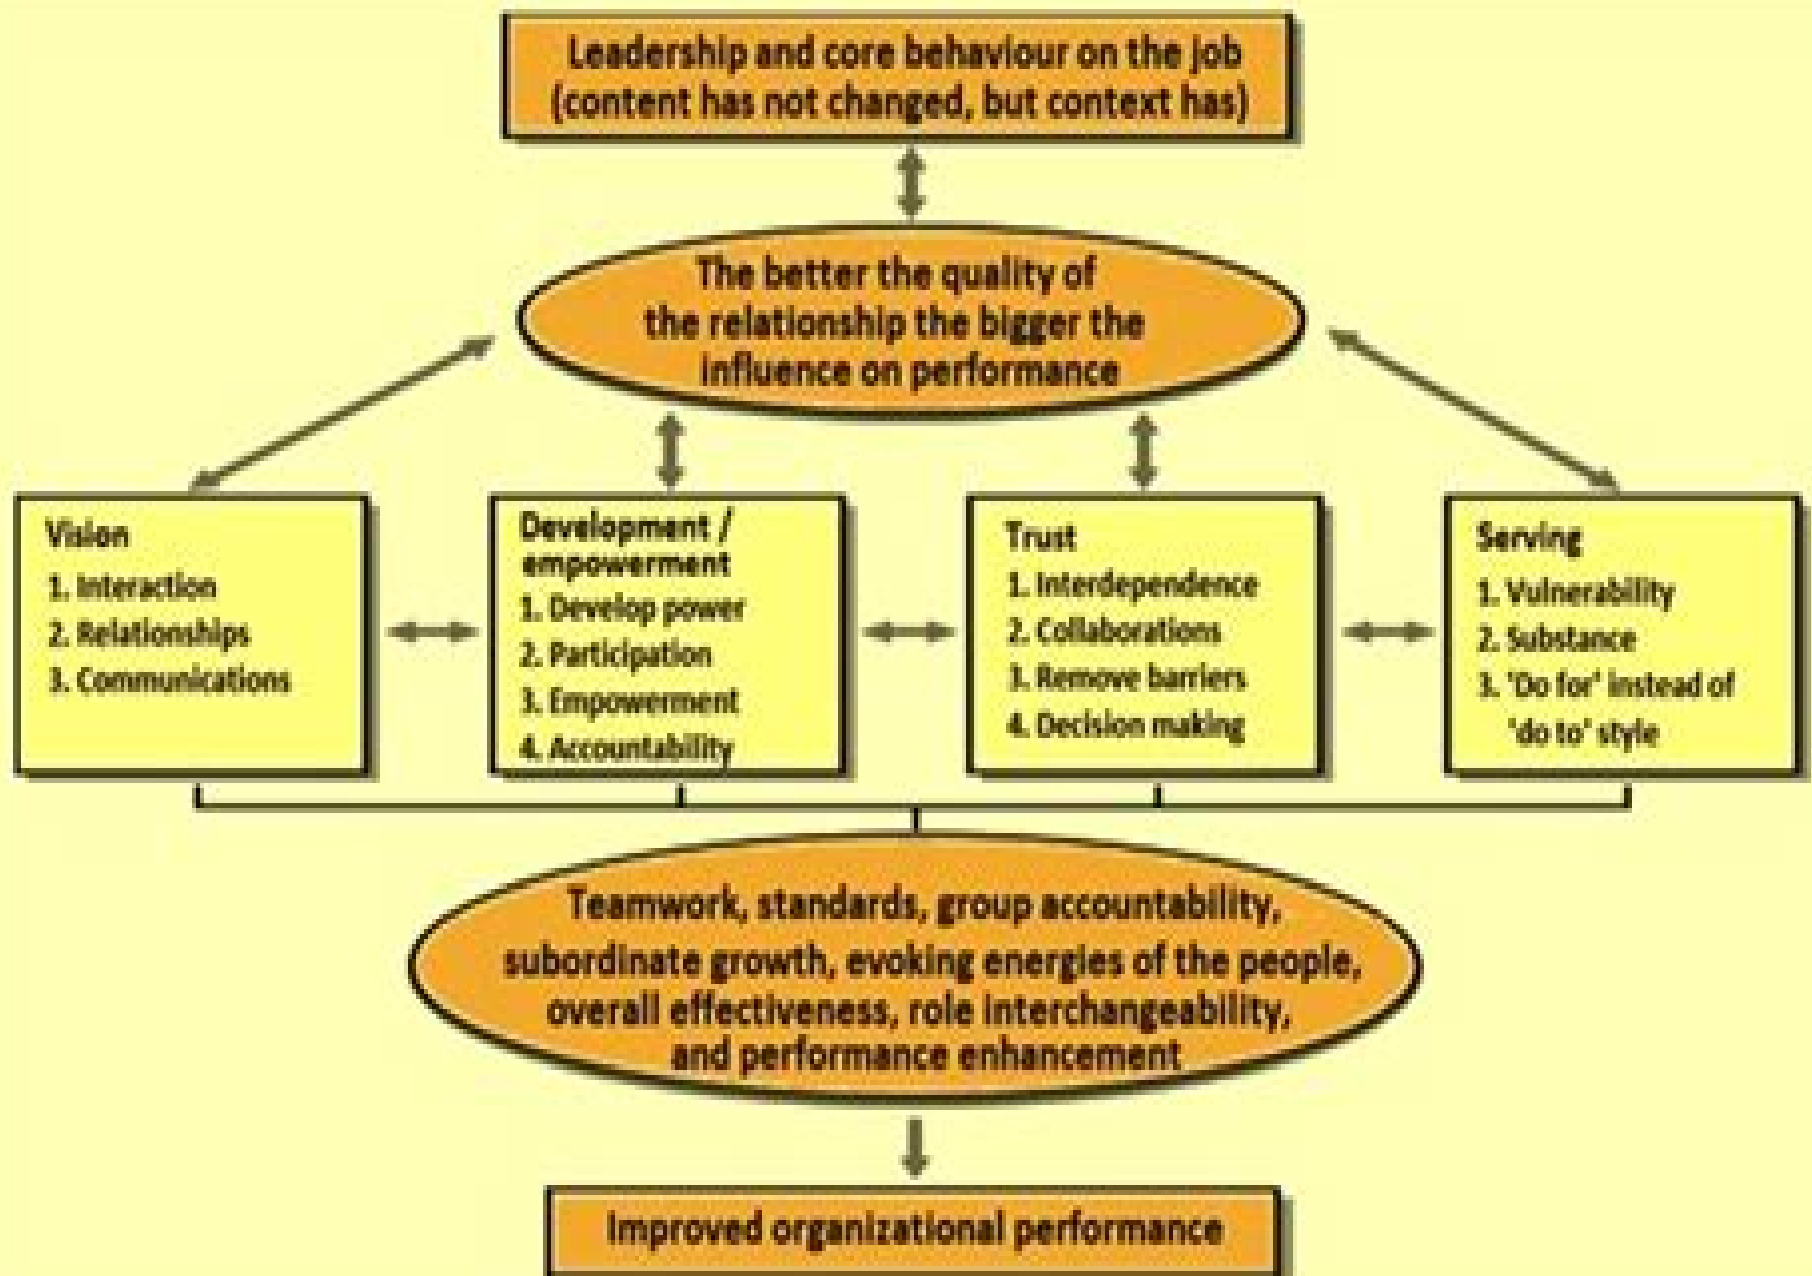 Leadership and core behaviour on the job
(content has not changed, but context has)
The better the quality of
the relationship the bigger the
influence on performance
Vision
1. Interaction
2. Relationships
3. Communications
Development /
empowerment
1. Develop power
2. Participation
3. Empowerment
4. Accountability
Trust
1. Interdependence
2. Collaborations
3. Remove barriers
4. Decision making
Serving
1. Vulnerability
2. Substance
3. 'Do for' instead of
'do to' style
Teamwork, standards, group accountability,
subordinate growth, evoking energies of the people,
overall effectiveness, role interchangeability,
and performance enhancement
Improved organizational performance